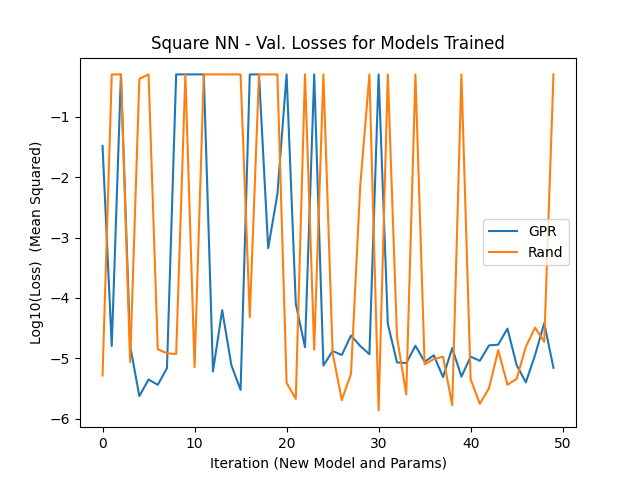 Square NN - Val. Losses for Models Trained
Log10(Loss)  (Mean Squared)
−1
−2
−3
−4
−5
−6
GPR
Rand
0
10
20
30
40
50
Iteration (New Model and Params)